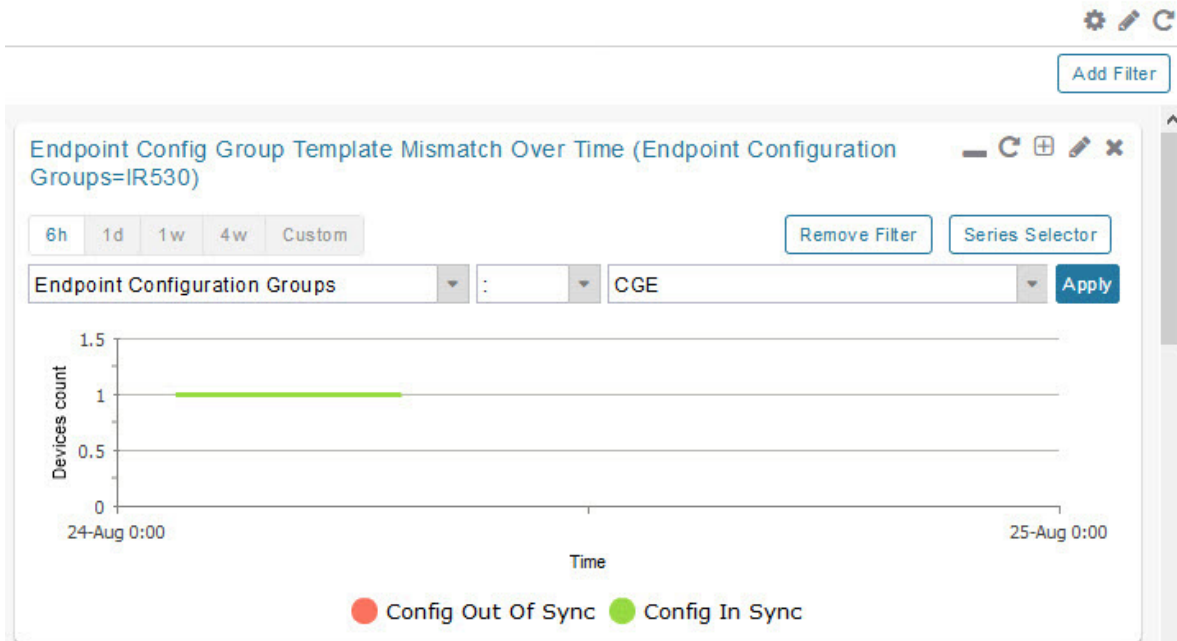 Add Filter
Endpoint Config Group Template Mismatch Over Time (Endpoint Configuration
Groups=IR530)
6h 1d 1w 4w Custom Remove Filter Series Selector
Endpoint Configuration Groups : CGE Apply
1.5
1
0.5
0
Devices count
24-Aug 0:00 25-Aug 0:00
Time
Config Out Of Sync Config In Sync